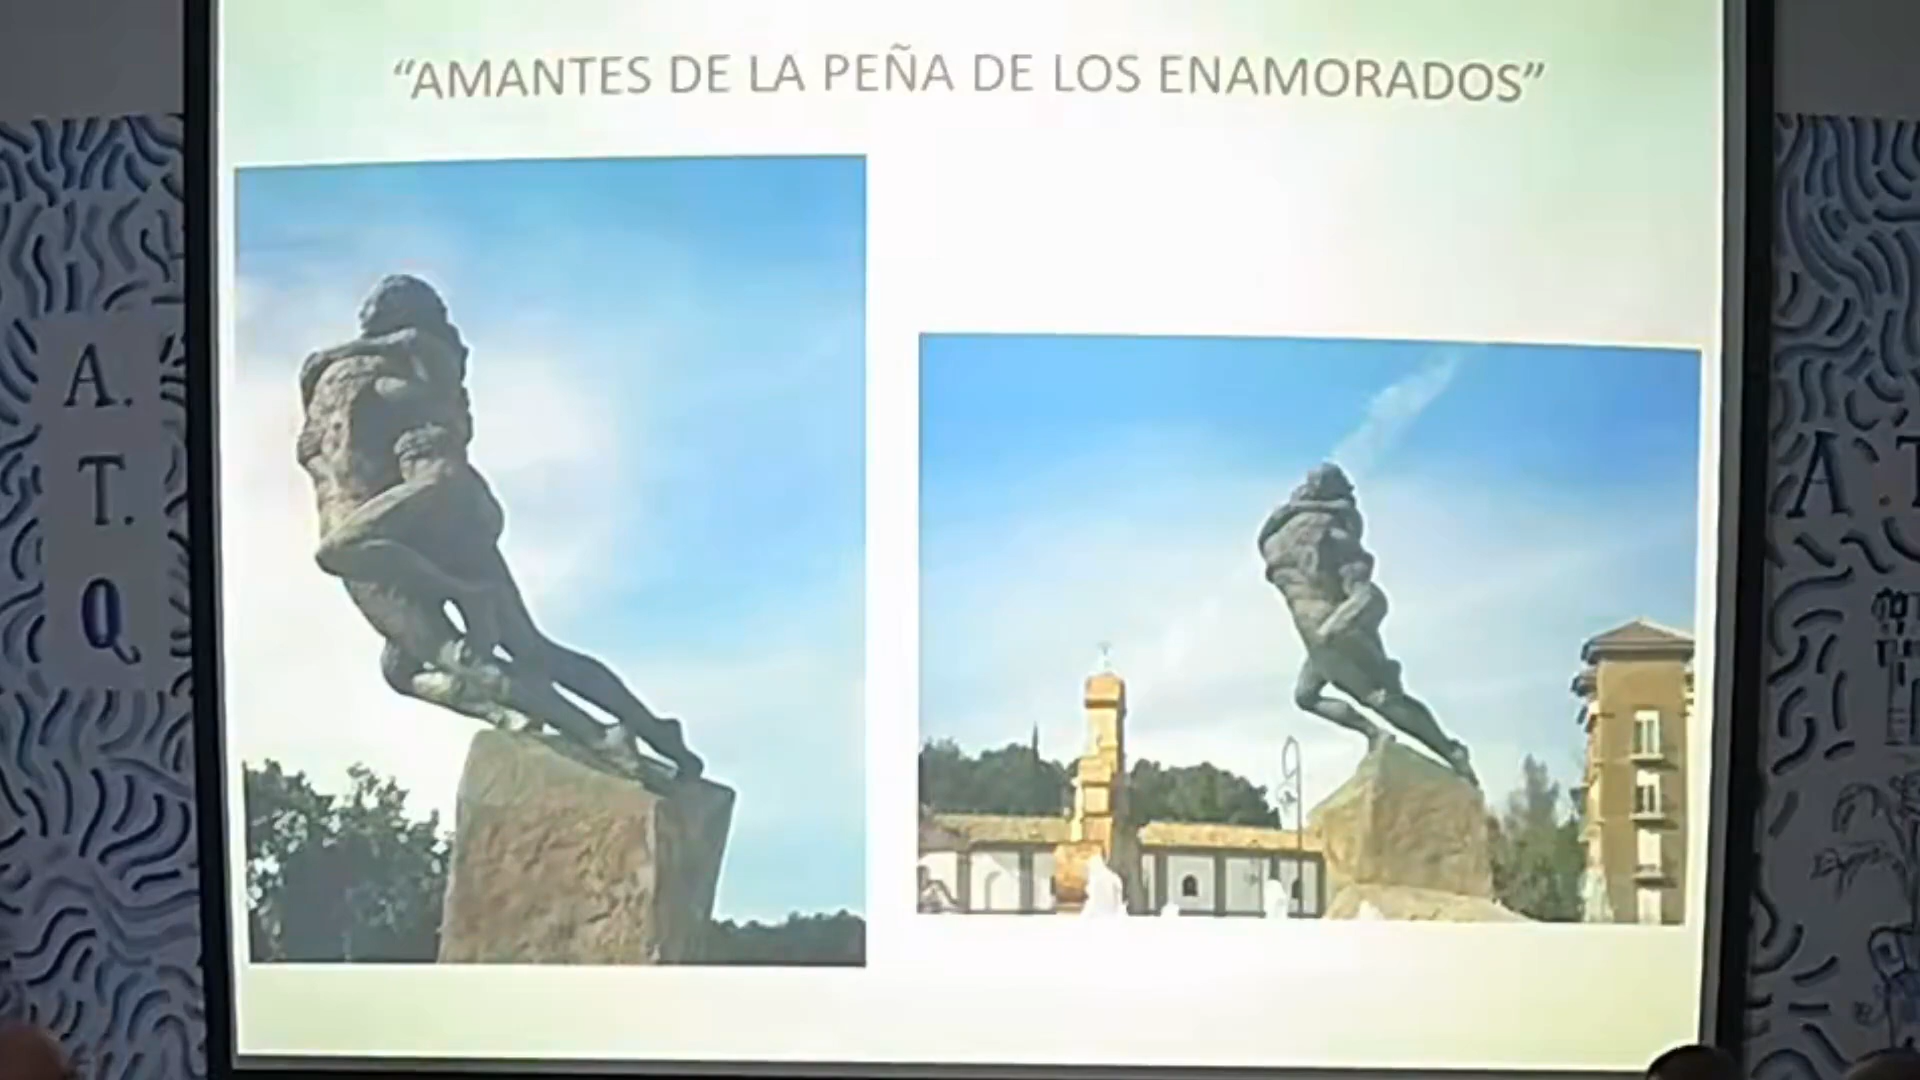 “AMANTES DE LA PEÑA DE LOS ENAMORADOS”
A.
T.
Q
A.T